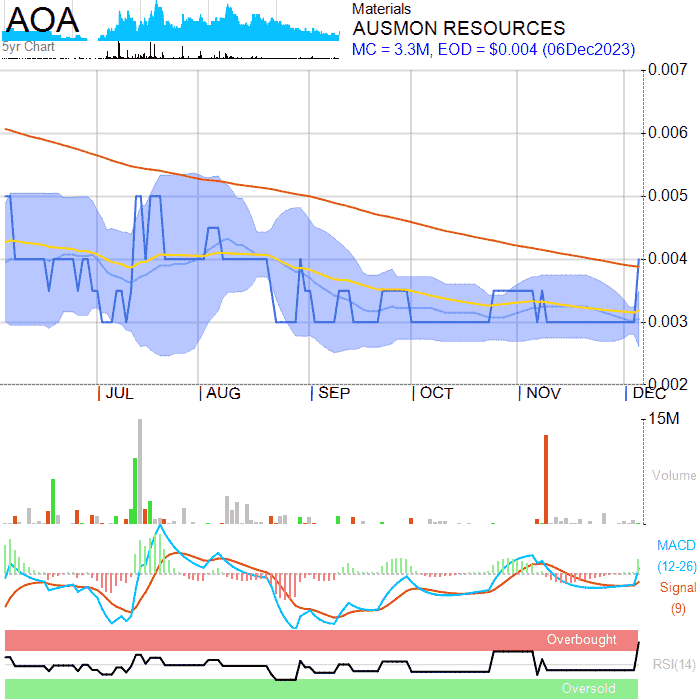 AOA
5yr Chart
Materials
AUSMON RESOURCES
MC = 3.3M, EOD = $0.004 (06Dec2023)
0.007
0.006
0.005
0.004
0.003
0.002
JUL AUG SEP OCT NOV DEC
15M
Volume
MACD
(12-26)
Signal
(9)
Overbought
RSI(14)
Oversold